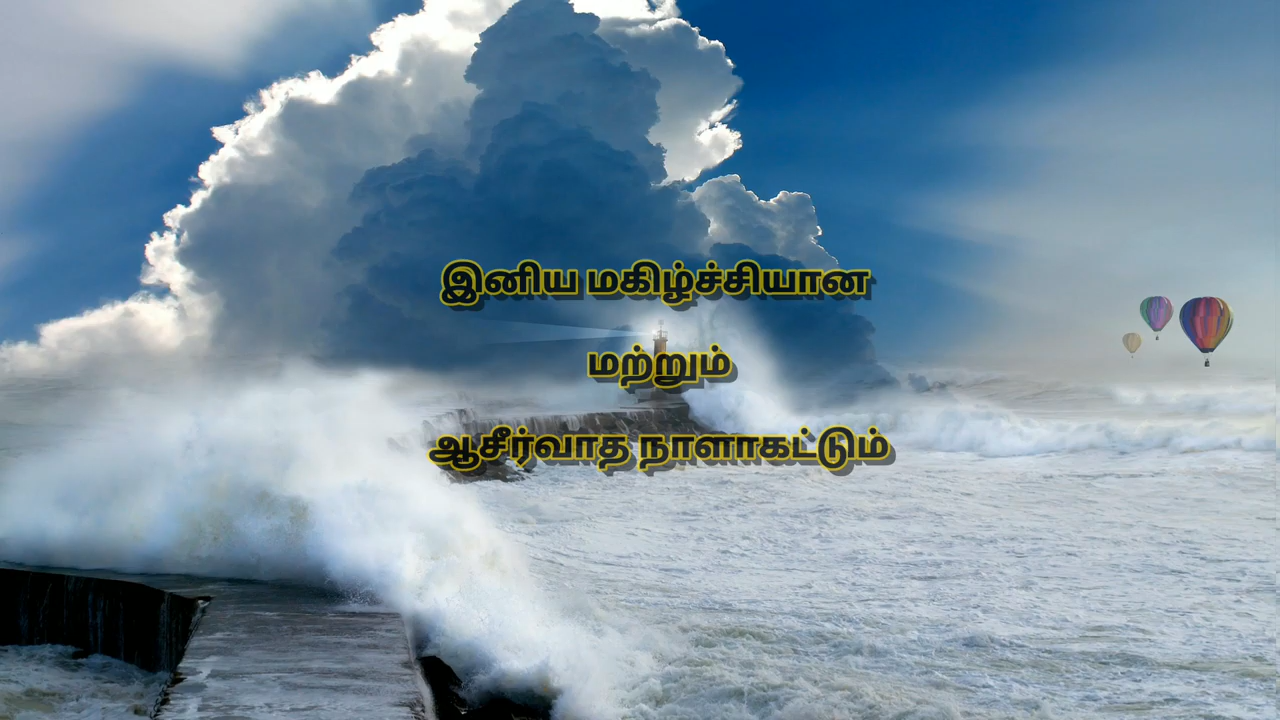 இனிய மகிழ்ச்சியான
மற்றும்
ஆசீர்வாத நாளாகட்டும்